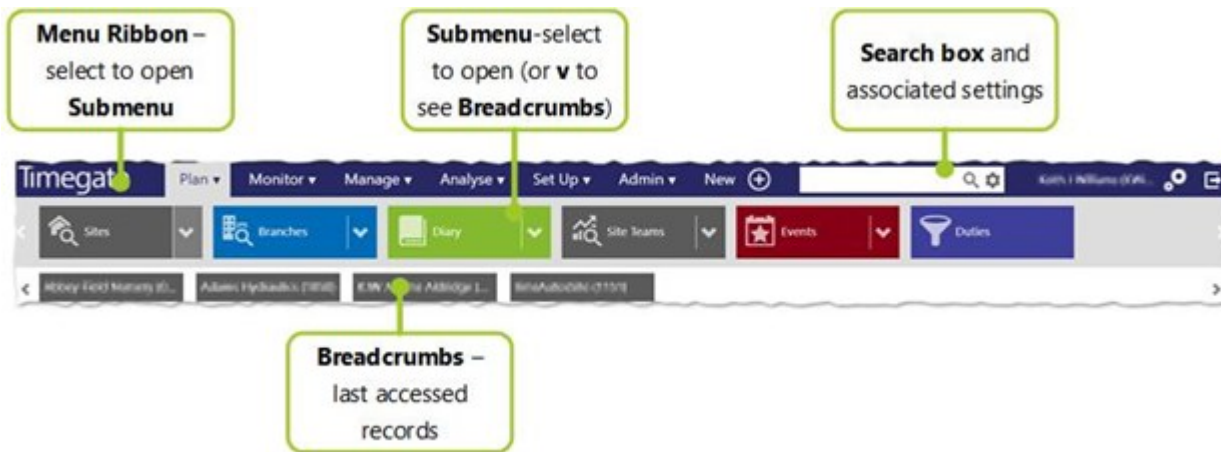 Menu Ribbon –
select to open
Submenu
Submenu-select
to open (or v to
see Breadcrumbs)
Search box and
associated settings
Timegate Plan Monitor Manage Analyse Set Up Admin New
Sites Branches Diary Site Teams Events Duties
Adams Hydraulics
Breadcrumbs –
last accessed
records